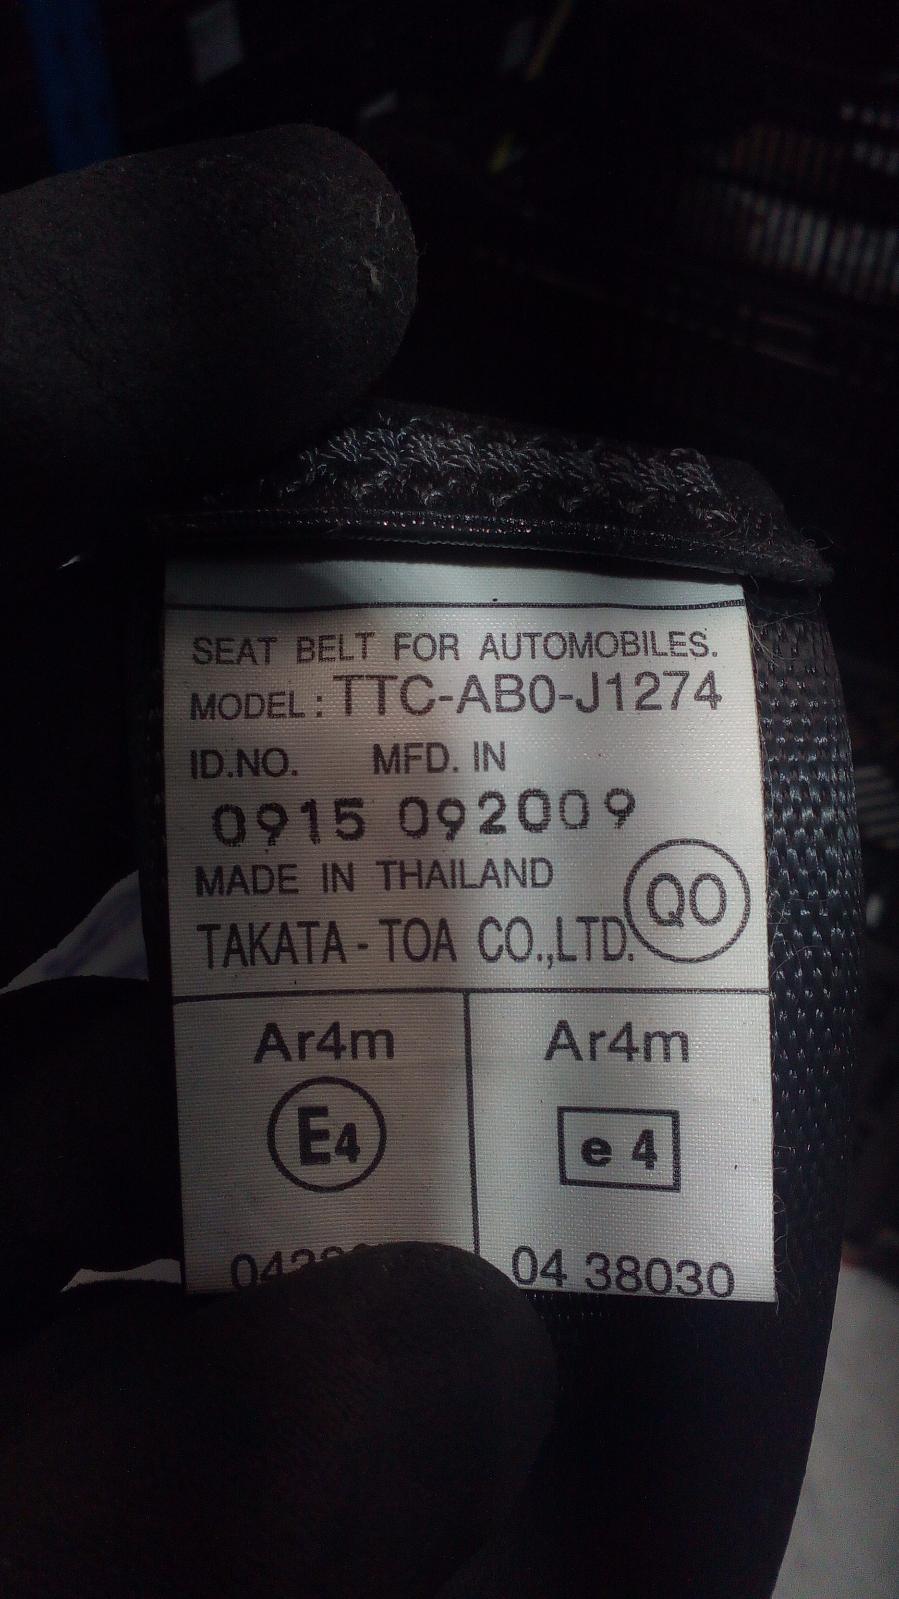 SEAT BELT FOR AUTOMOBILES.
MODEL : TTC-AB0-J1274
ID.NO. MFD. IN
0915 092009
MADE IN THAILAND
QO
TAKATA - TOA CO.,LTD.
Ar4m Ar4m
E4 e 4
04 38030